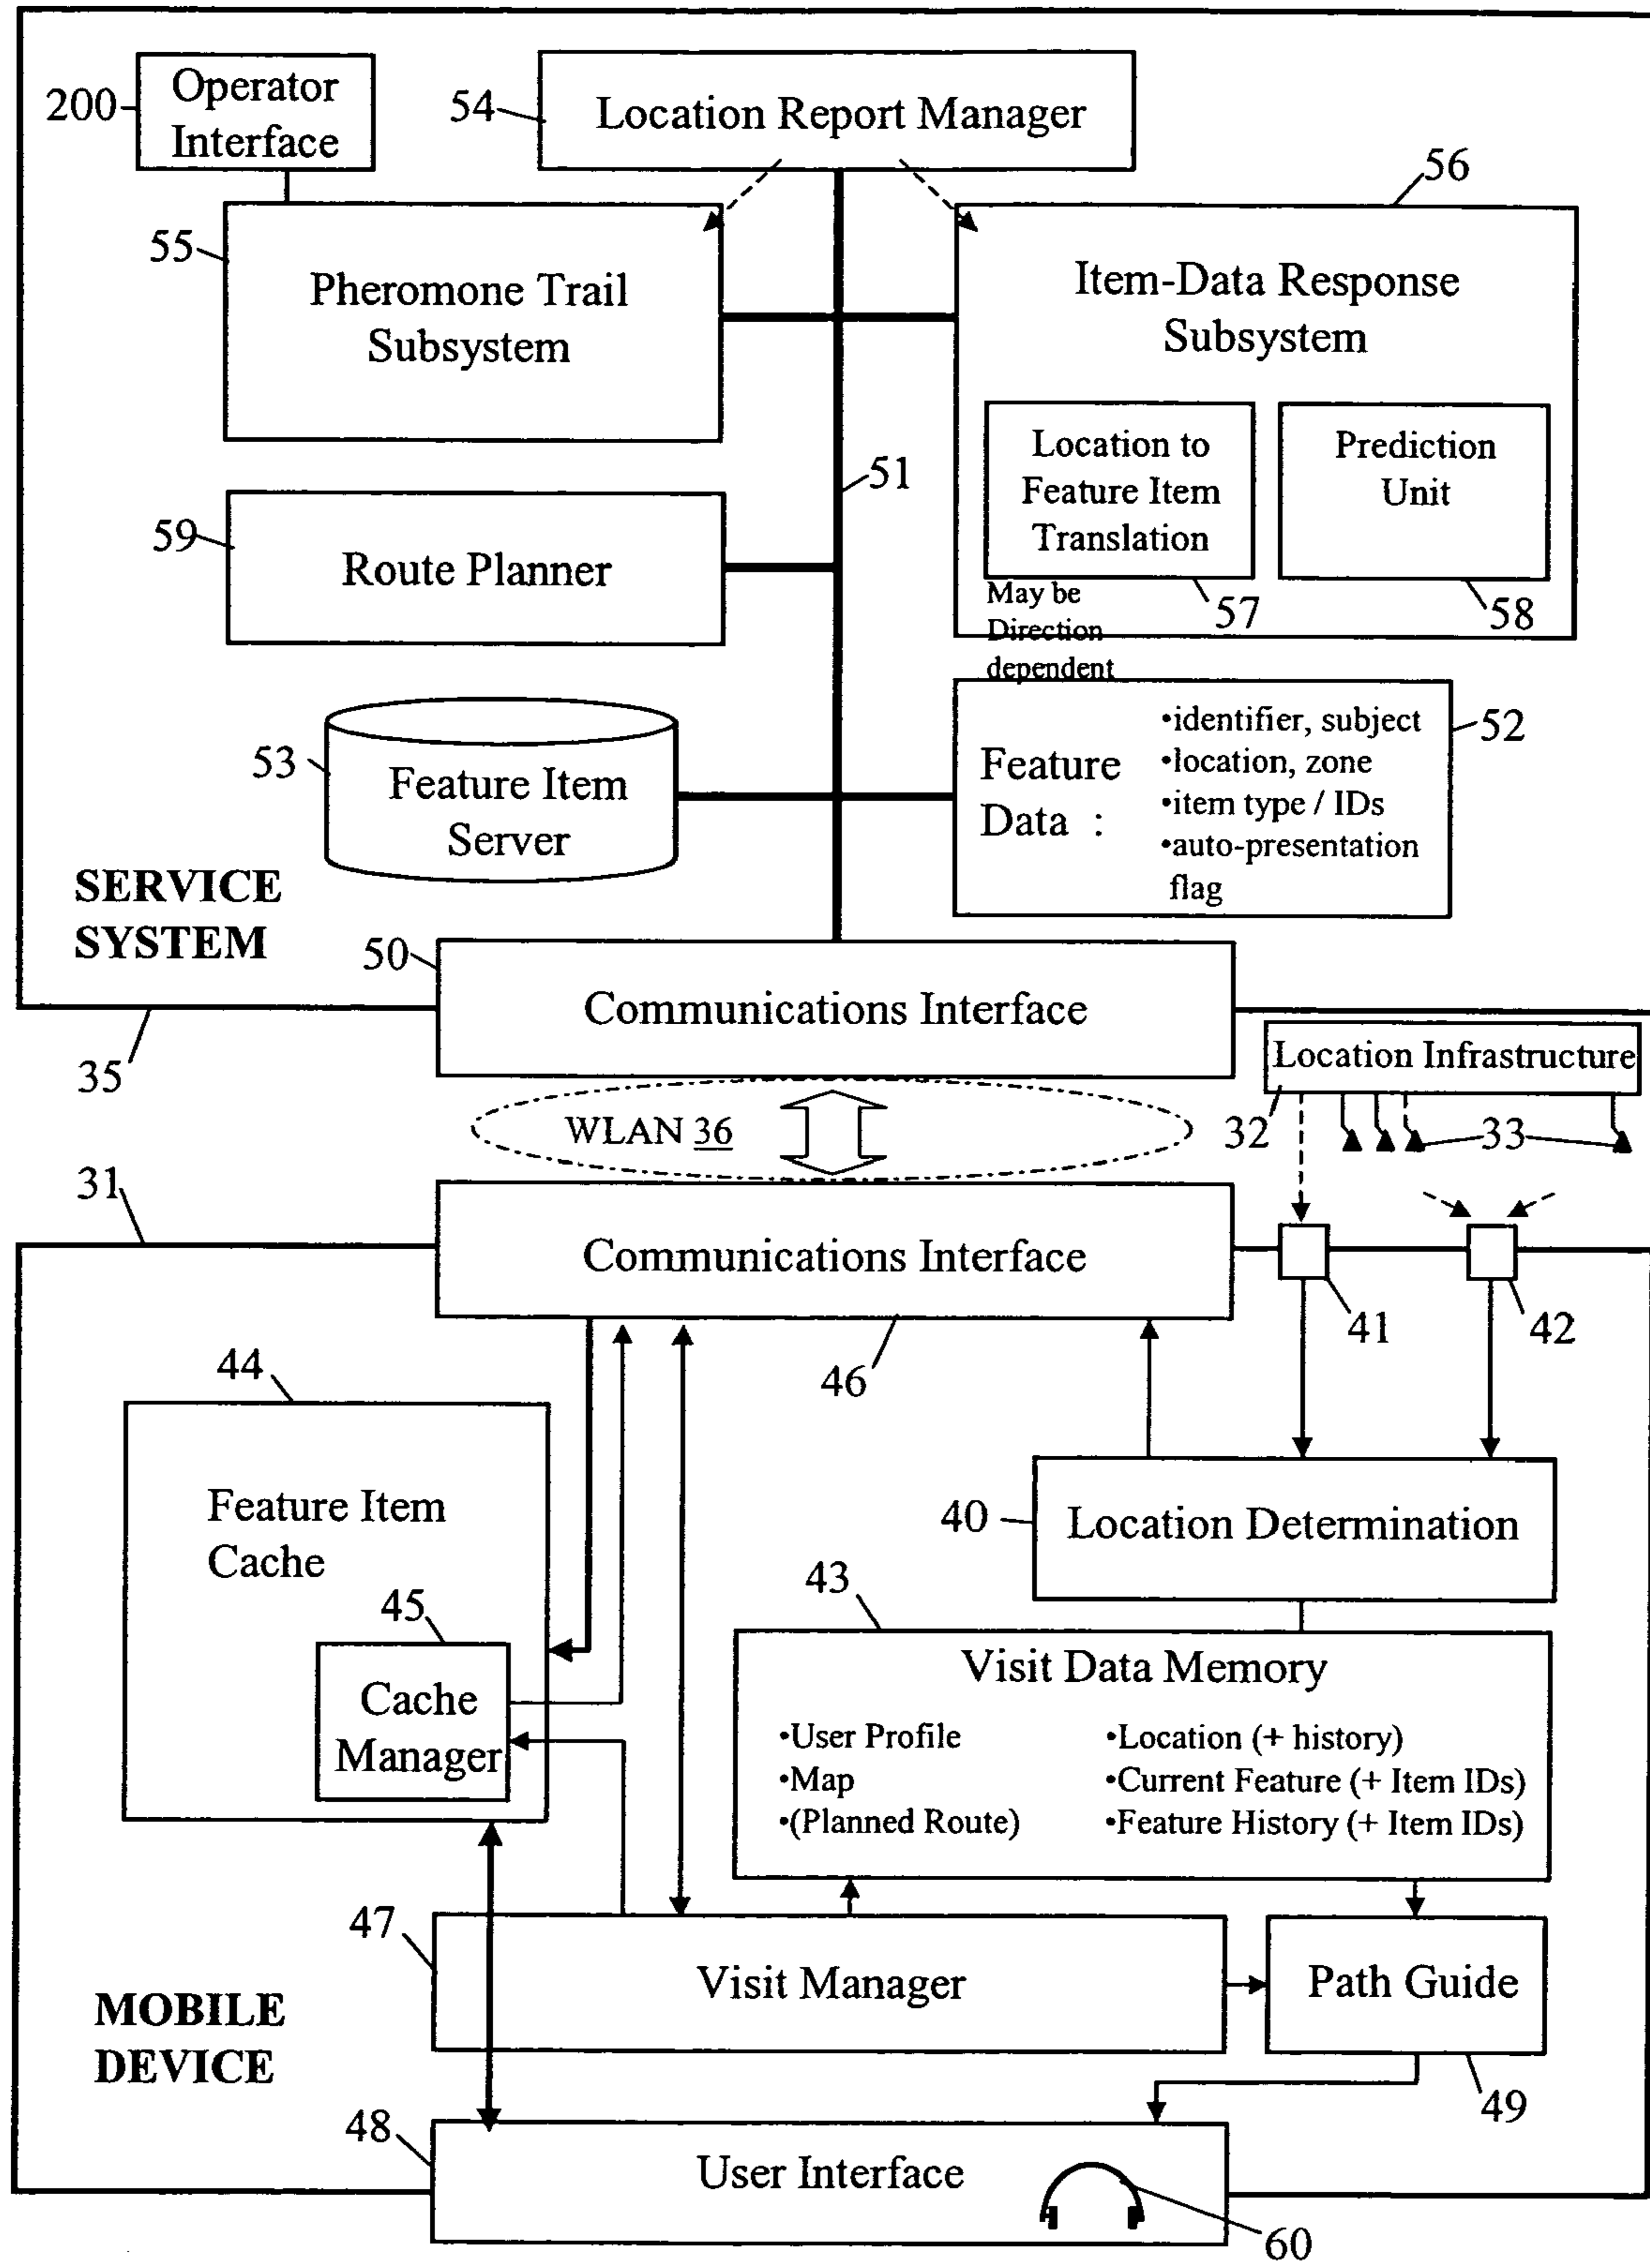 Operator
Interface
200
54
Location Report Manager
56
55
Pheromone Trail
Subsystem
Item-Data Response
Subsystem
Location to
Feature Item
Translation
Prediction
Unit
51
59
Route Planner
57
58
May be
Direction
dependent
53
Feature Item
Server
Feature
Data :
•identifier, subject
•location, zone
•item type / IDs
•auto-presentation
flag
52
SERVICE
SYSTEM
50
Communications Interface
35
Location Infrastructure
WLAN 36
32
33
31
Communications Interface
41
42
46
44
Feature Item
Cache
40
Location Determination
45
Cache
Manager
43
Visit Data Memory
•User Profile
•Map
•(Planned Route)
•Location (+ history)
•Current Feature (+ Item IDs)
•Feature History (+ Item IDs)
47
Visit Manager
Path Guide
MOBILE
DEVICE
49
48
User Interface
60